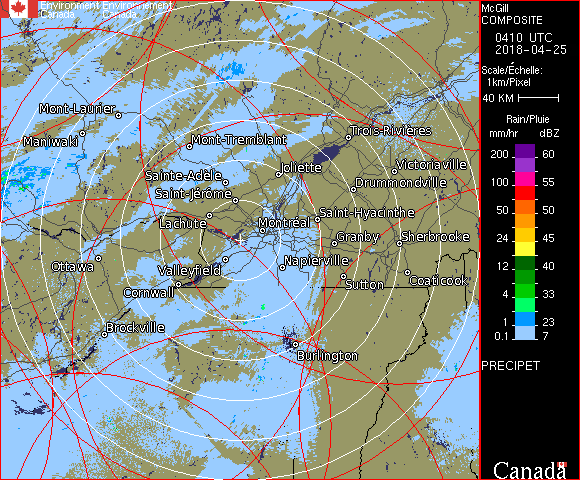 Environment Environnement
Canada Canada
McGill
COMPOSITE
0410 UTC
2018-04-25
Scale/Échelle:
1km/Pixel
40 KM
Rain/Pluie
mm/hr dBZ
200 60
100 55
50 50
24 45
12 40
4 33
1 23
0.1 7
PRECIPET
Canada
Mont-Laurier
Maniwaki
Mont-Tremblant
Trois-Rivières
Sainte-Adèle
Joliette
Victoriaville
Saint-Jérôme
Drummondville
Lachute
Montréal
Saint-Hyacinthe
Ottawa
Valleyfield
Napierville
Granby
Sherbrooke
Cornwall
Sutton
Coaticook
Brockville
Burlington